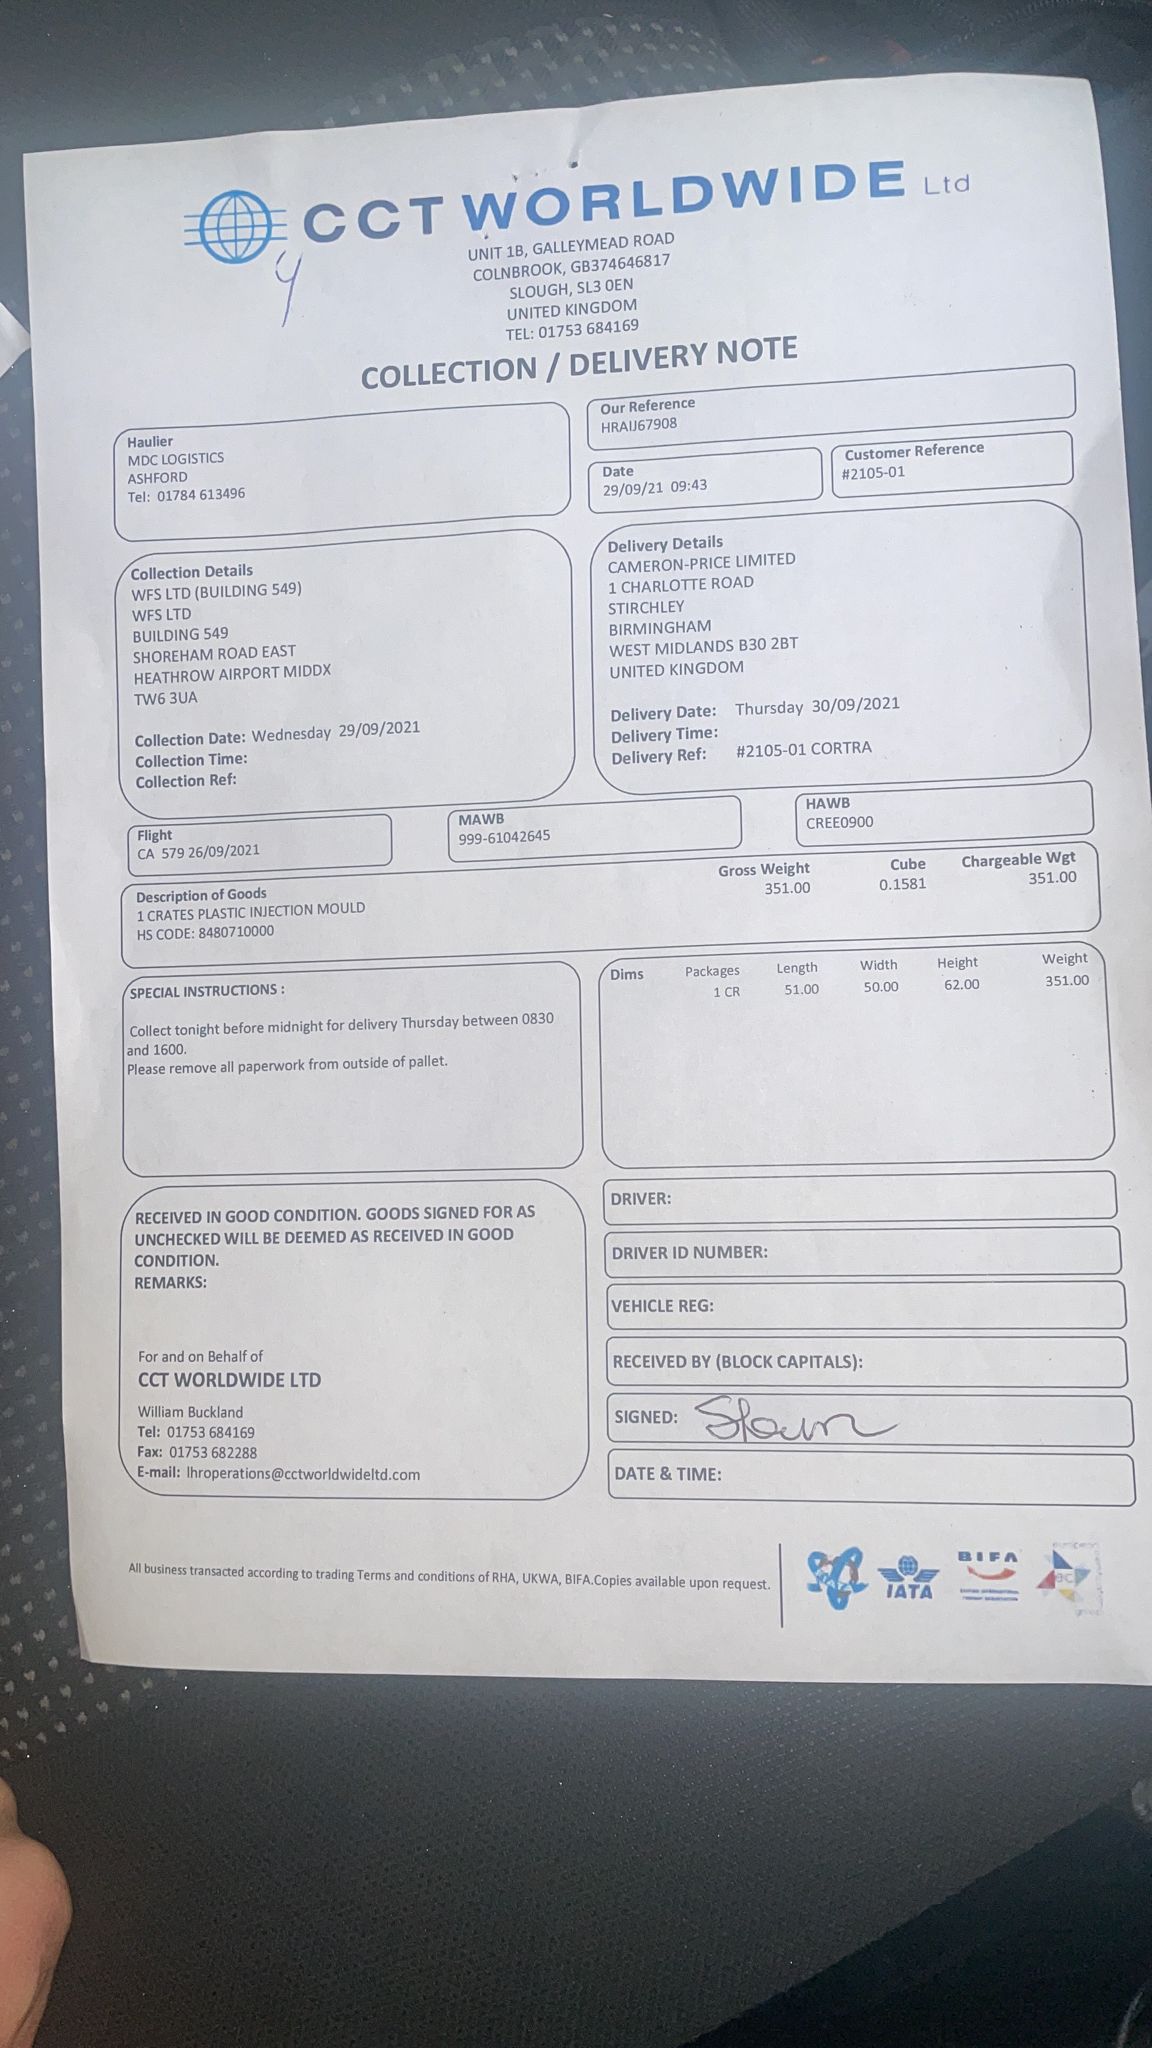 CCT WORLDWIDE Ltd
UNIT 1B, GALLEYMEAD ROAD
COLNBROOK, GB374646817
SLOUGH, SL3 0EN
UNITED KINGDOM
TEL: 01753 684169
COLLECTION / DELIVERY NOTE
Haulier
MDC LOGISTICS
ASHFORD
Tel: 01784 613496
Our Reference
HRAIJ67908
Date
29/09/21 09:43
Customer Reference
#2105-01
Collection Details
WFS LTD (BUILDING 549)
WFS LTD
BUILDING 549
SHOREHAM ROAD EAST
HEATHROW AIRPORT MIDDX
TW6 3UA
Collection Date: Wednesday 29/09/2021
Collection Time:
Collection Ref:
Delivery Details
CAMERON-PRICE LIMITED
1 CHARLOTTE ROAD
STIRCHLEY
BIRMINGHAM
WEST MIDLANDS B30 2BT
UNITED KINGDOM
Delivery Date: Thursday 30/09/2021
Delivery Time:
Delivery Ref: #2105-01 CORTRA
Flight
CA 579 26/09/2021
MAWB
999-61042645
HAWB
CREE0900
Description of Goods
1 CRATES PLASTIC INJECTION MOULD
HS CODE: 8480710000
Gross Weight Cube Chargeable Wgt
351.00 0.1581 351.00
SPECIAL INSTRUCTIONS :
Collect tonight before midnight for delivery Thursday between 0830
and 1600.
Please remove all paperwork from outside of pallet.
Dims Packages Length Width Height Weight
1 CR 51.00 50.00 62.00 351.00
RECEIVED IN GOOD CONDITION. GOODS SIGNED FOR AS
UNCHECKED WILL BE DEEMED AS RECEIVED IN GOOD
CONDITION.
REMARKS:
For and on Behalf of
CCT WORLDWIDE LTD
William Buckland
Tel: 01753 684169
Fax: 01753 682288
E-mail: lhroperations@cctworldwideltd.com
DRIVER:
DRIVER ID NUMBER:
VEHICLE REG:
RECEIVED BY (BLOCK CAPITALS):
SIGNED:
DATE & TIME:
All business transacted according to trading Terms and conditions of RHA, UKWA, BIFA.Copies available upon request.
IATA
BIFA